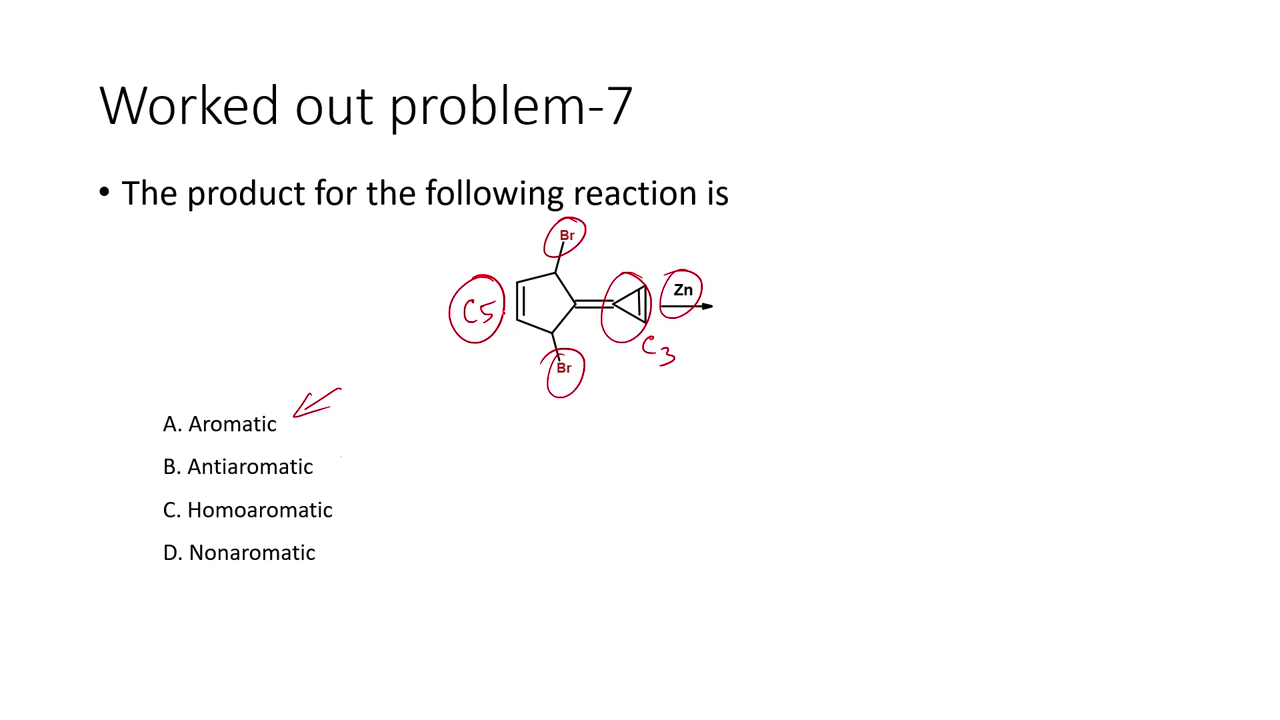 Worked out problem-7
• The product for the following reaction is
Br
C5
Zn
C3
Br
A. Aromatic
B. Antiaromatic
C. Homoaromatic
D. Nonaromatic